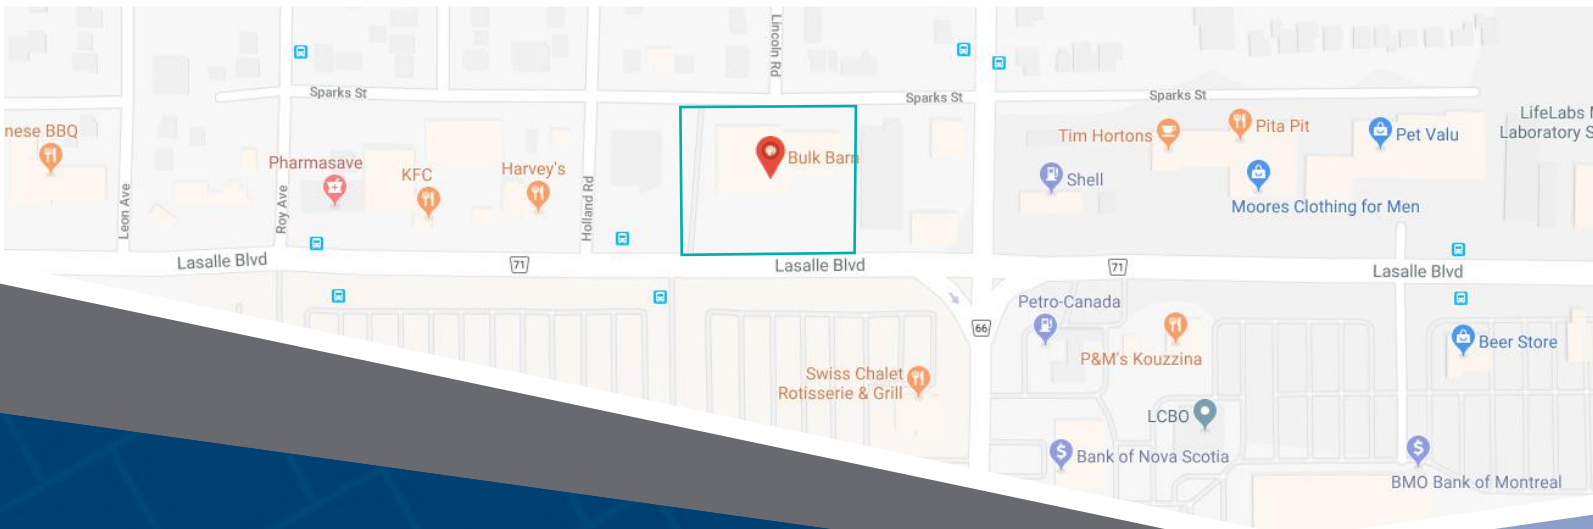 Lincoln Rd
Sparks St
Sparks St
Sparks St
nese BBQ
Pharmasave
KFC
Harvey's
Bulk Barn
Tim Hortons
Pita Pit
Pet Valu
LifeLabs
Laboratory S
Shell
Moores Clothing for Men
Leon Ave
Roy Ave
Holland Rd
Lasalle Blvd
71
Lasalle Blvd
71
Lasalle Blvd
Petro-Canada
66
P&M's Kouzzina
Beer Store
Swiss Chalet
Rotisserie & Grill
LCBO
Bank of Nova Scotia
BMO Bank of Montreal